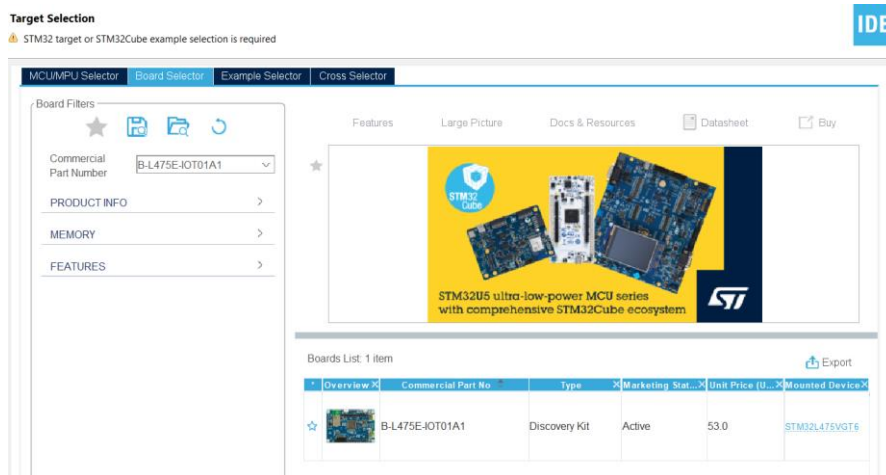 Target Selection
STM32 target or STM32Cube example selection is required
IDE
MCU/MPU Selector Board Selector Example Selector Cross Selector
Board Filters
Commercial
Part Number
B-L475E-IOT01A1
PRODUCT INFO
MEMORY
FEATURES
Features Large Picture Docs & Resources Datasheet Buy
STM32
Cube
STM32U5 ultra-low-power MCU series
with comprehensive STM32Cube ecosystem
ST
Boards List: 1 item
Export
* Overview Commercial Part No Type Marketing Stat... Unit Price (U... Mounted Device
B-L475E-IOT01A1 Discovery Kit Active 53.0 STM32L475VGT6